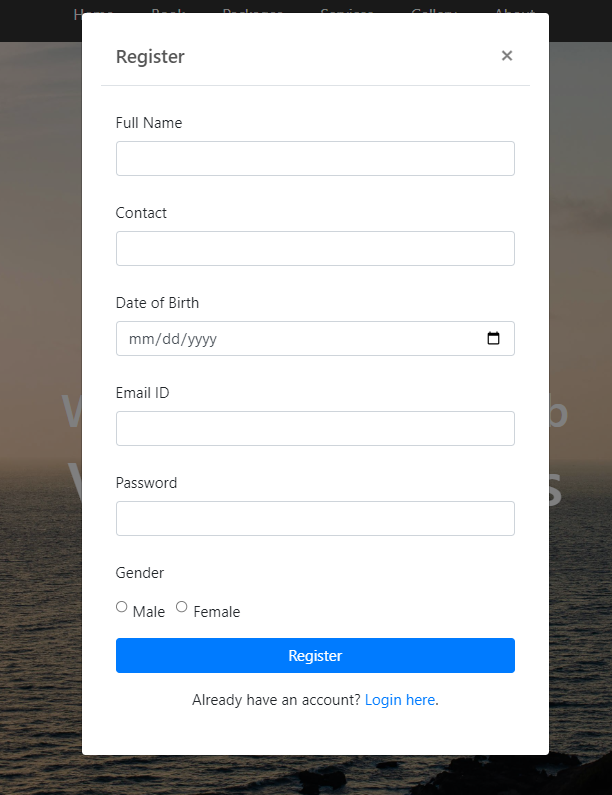 Home Book Packages Services Gallery About
Register ×
Full Name
Contact
Date of Birth
mm/dd/yyyy
Email ID
Password
Gender
Male Female
Register
Already have an account? Login here.